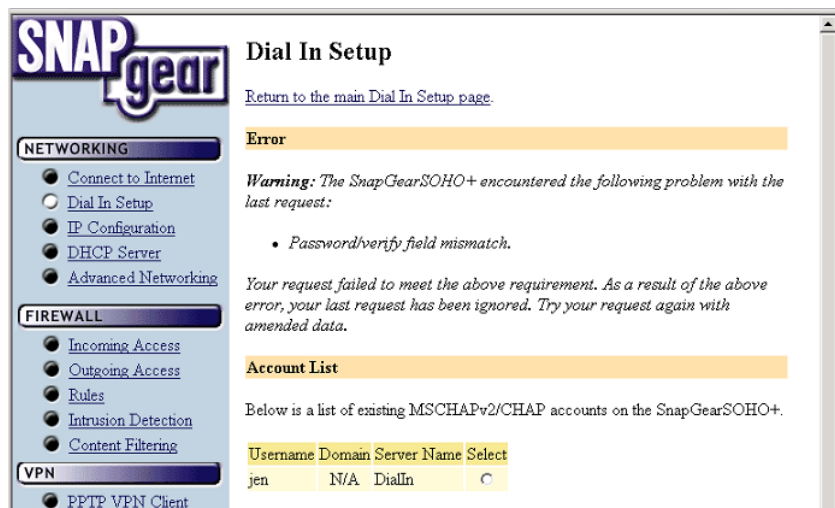 SNAP
gear
NETWORKING
Connect to Internet
Dial In Setup
IP Configuration
DHCP Server
Advanced Networking
FIREWALL
Incoming Access
Outgoing Access
Rules
Intrusion Detection
Content Filtering
VPN
PPTP VPN Client
Dial In Setup
Return to the main Dial In Setup page.
Error
Warning: The SnapGearSOHO+ encountered the following problem with the
last request:
• Password/verify field mismatch.
Your request failed to meet the above requirement. As a result of the above
error, your last request has been ignored. Try your request again with
amended data.
Account List
Below is a list of existing MSCHAPv2/CHAP accounts on the SnapGearSOHO+.
Username Domain Server Name Select
jen N/A DialIn